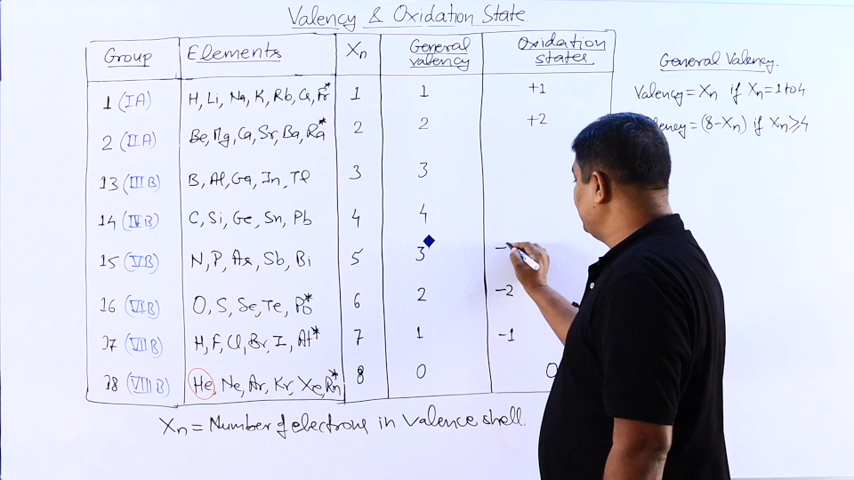 Valency & Oxidation State
Group Elements Xn General valency Oxidation states
1 (IA) H, Li, Na, K, Rb, Cs, Fr* 1 1 +1
2 (IIA) Be, Mg, Ca, Sr, Ba, Ra* 2 2 +2
13 (IIIB) B, Al, Ga, In, Tl 3 3
14 (IVB) C, Si, Ge, Sn, Pb 4 4
15 (VB) N, P, As, Sb, Bi 5 3 -
16 (VIB) O, S, Se, Te, Po* 6 2 -2
17 (VIIB) H, F, Cl, Br, I, At* 7 1 -1
18 (VIIIB) He, Ne, Ar, Kr, Xe, Rn* 8 0 0
Xn = Number of electrons in valence shell.
General Valency.
Valency = Xn if Xn = 1 to 4
= (8-Xn) if Xn ≥ 4